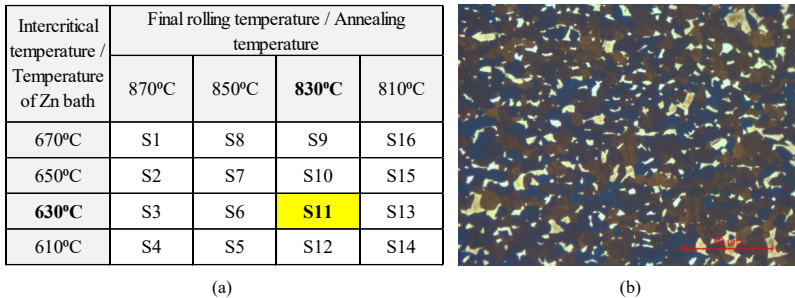 Intercritical temperature / Temperature of Zn bath
Final rolling temperature / Annealing temperature
870ºC 850ºC 830ºC 810ºC
670ºC S1 S8 S9 S16
650ºC S2 S7 S10 S15
630ºC S3 S6 S11 S13
610ºC S4 S5 S12 S14
(a) (b)